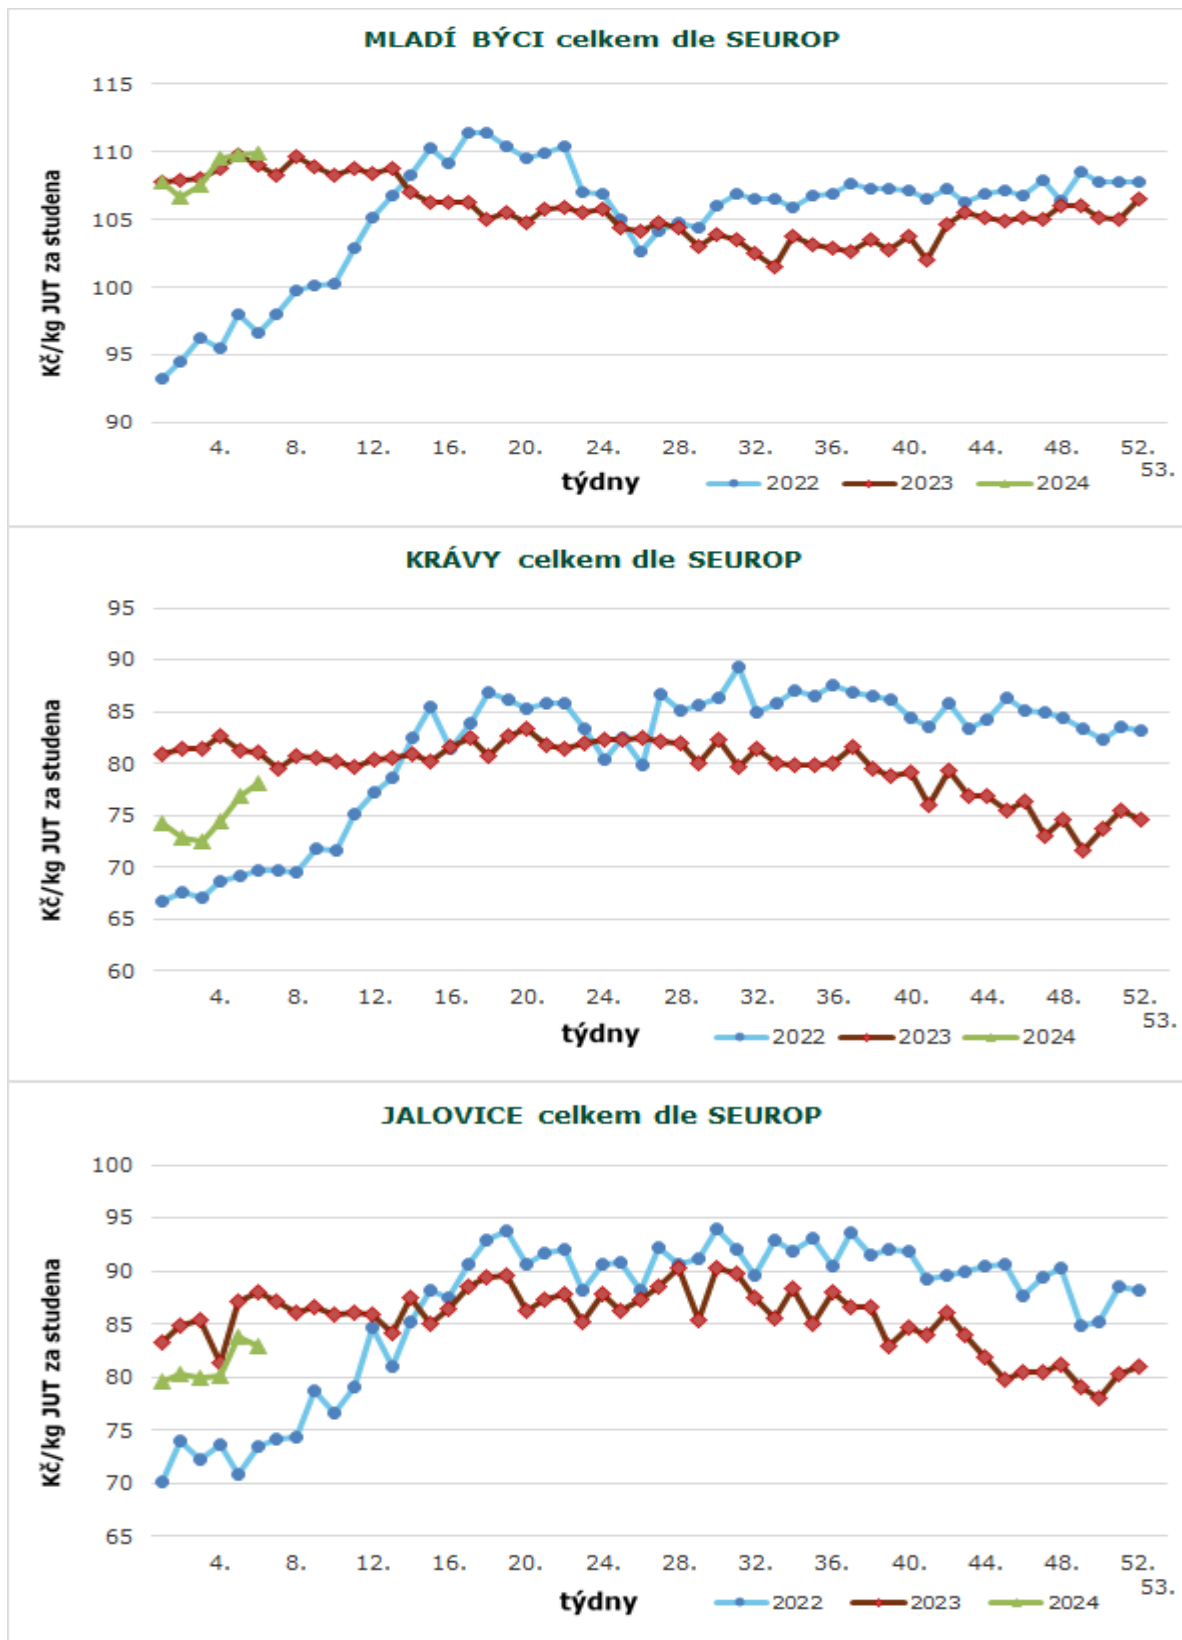 MLADÍ BÝCI celkem dle SEUROP
Kč/kg JUT za studena
115
110
105
100
95
90
4. 8. 12. 16. 20. 24. 28. 32. 36. 40. 44. 48. 52.
53.
týdny
2022 2023 2024
KRÁVY celkem dle SEUROP
Kč/kg JUT za studena
95
90
85
80
75
70
65
60
4. 8. 12. 16. 20. 24. 28. 32. 36. 40. 44. 48. 52.
53.
týdny
2022 2023 2024
JALOVICE celkem dle SEUROP
Kč/kg JUT za studena
100
95
90
85
80
75
70
65
4. 8. 12. 16. 20. 24. 28. 32. 36. 40. 44. 48. 52.
53.
týdny
2022 2023 2024